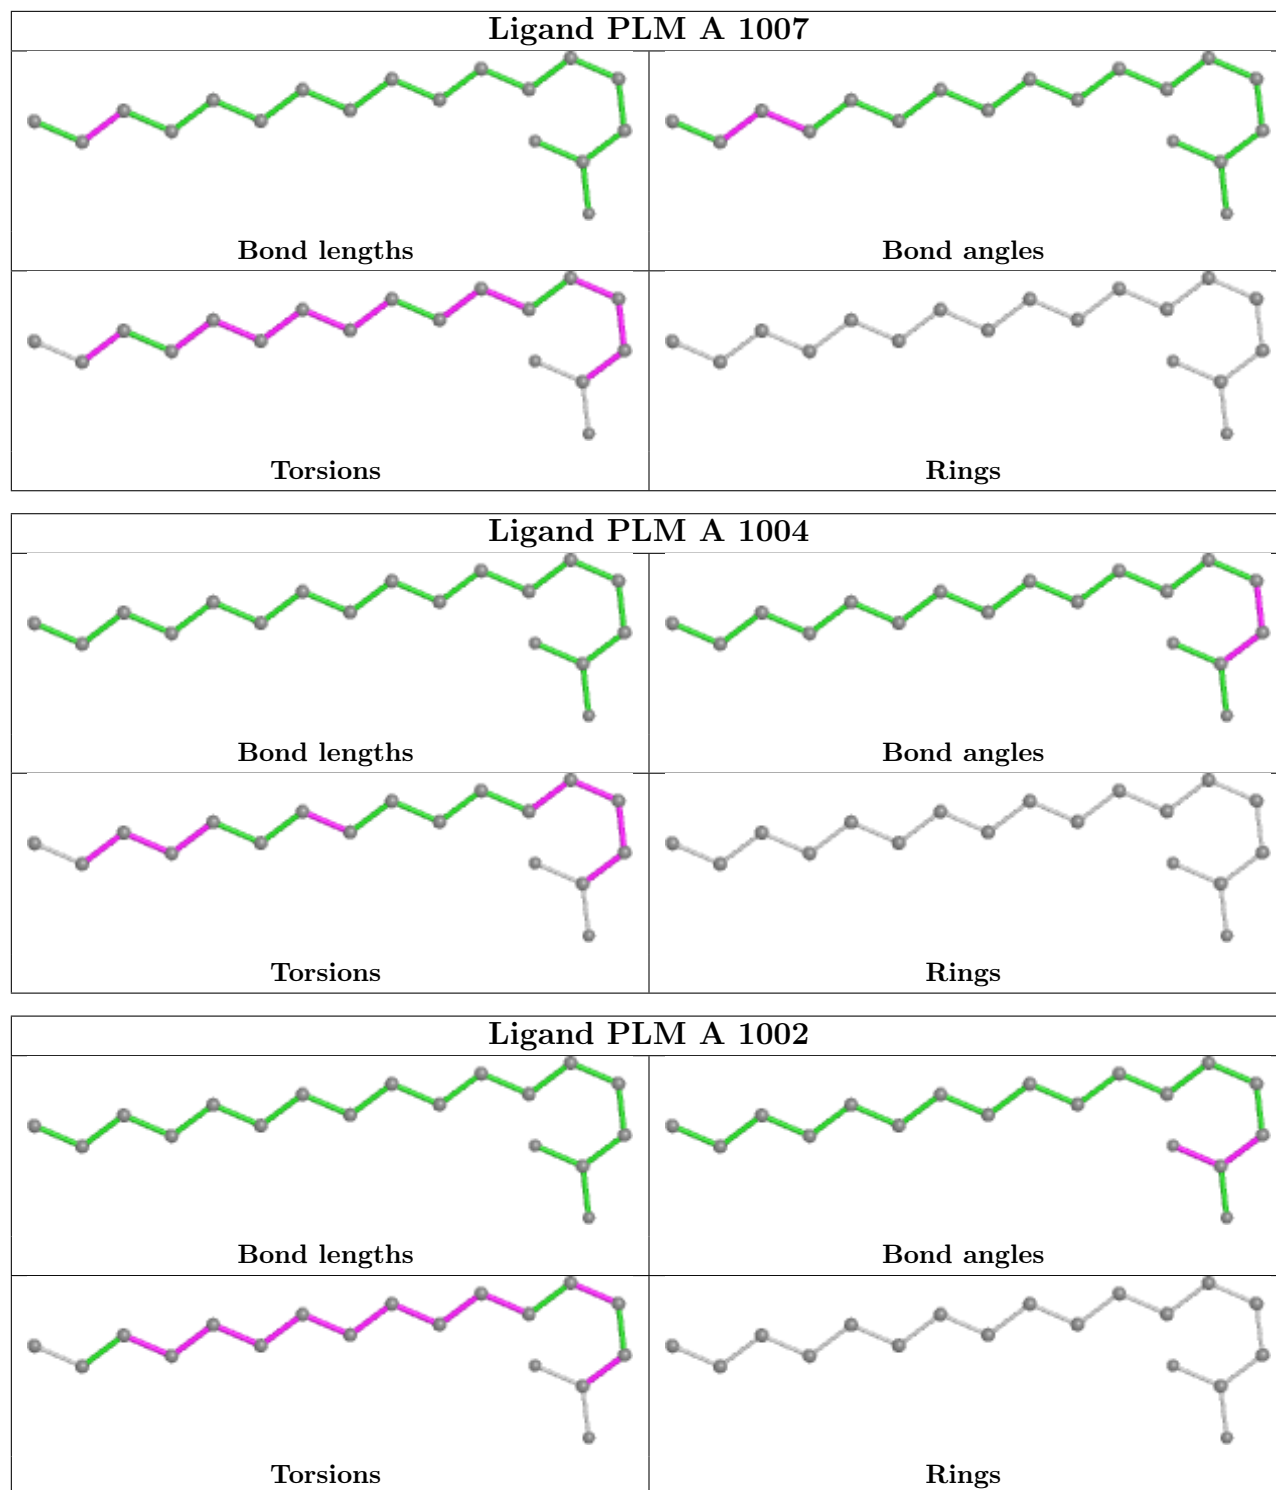 Ligand PLM A 1007
Bond lengths
Bond angles
Torsions
Rings
Ligand PLM A 1004
Bond lengths
Bond angles
Torsions
Rings
Ligand PLM A 1002
Bond lengths
Bond angles
Torsions
Rings